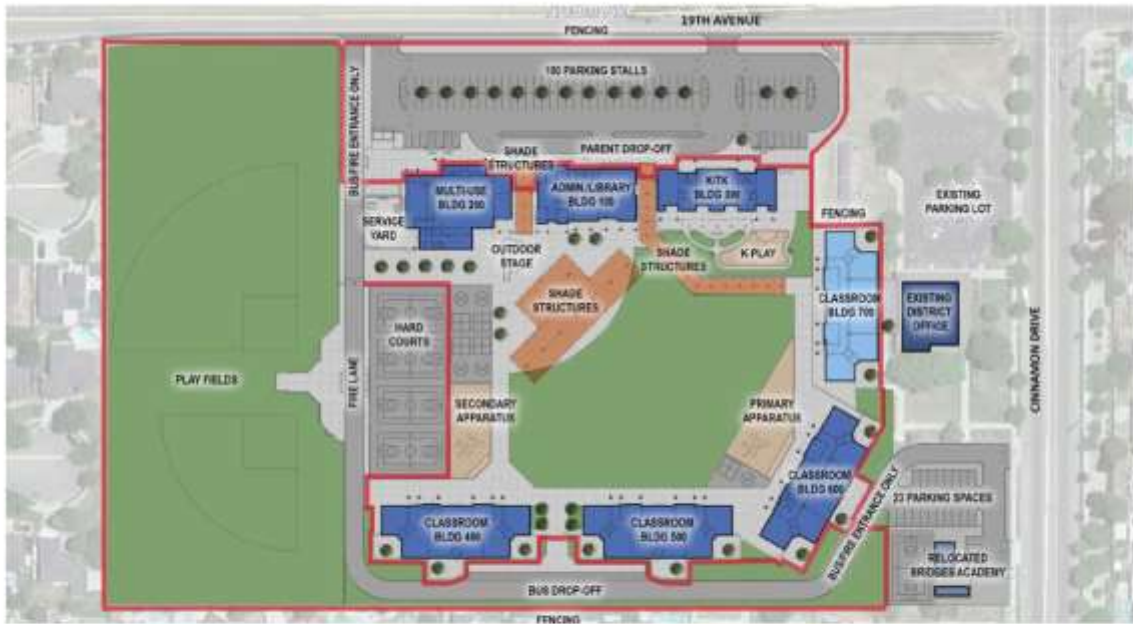 19TH AVENUE
FENCING
180 PARKING STALLS
BUS/FIRE ENTRANCE ONLY
PARENT DROP-OFF
SHADE
STRUCTURES
MULTI-USE
BLDG 200
ADMIN./LIBRARY
BLDG 100
K/TK
BLDG 300
EXISTING
PARKING LOT
SERVICE
YARD
FENCING
OUTDOOR
STAGE
SHADE
STRUCTURES
K PLAY
SHADE
STRUCTURES
CLASSROOM
BLDG 700
EXISTING
DISTRICT
OFFICE
HARD
COURTS
CINNAMON DRIVE
PLAY FIELDS
FIRE LANE
SECONDARY
APPARATUS
PRIMARY
APPARATUS
CLASSROOM
BLDG 600
BUS/FIRE ENTRANCE ONLY
23 PARKING SPACES
CLASSROOM
BLDG 400
CLASSROOM
BLDG 500
RELOCATED
BRIDGES ACADEMY
BUS DROP-OFF
FENCING